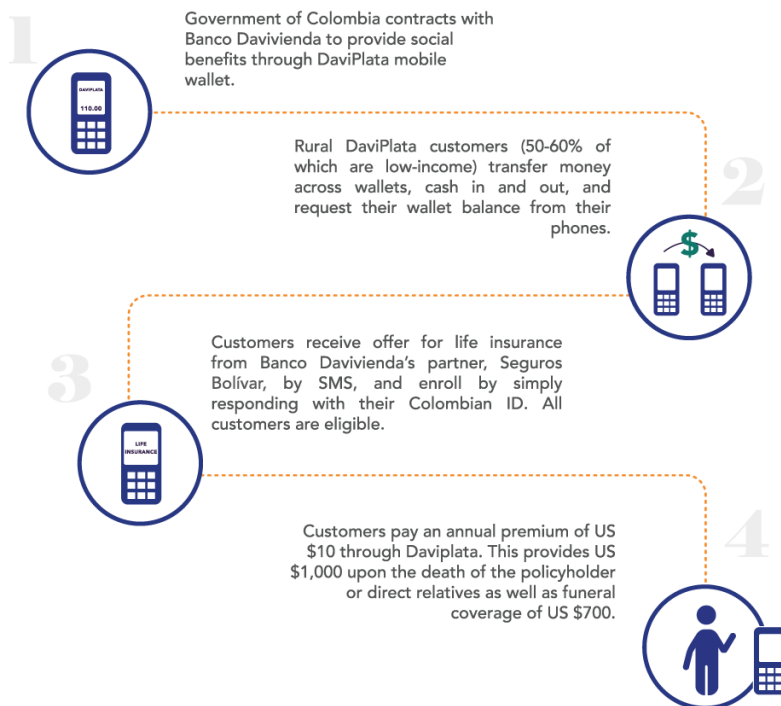 1
Government of Colombia contracts with
Banco Davivienda to provide social
benefits through DaviPlata mobile
wallet.
DAVIPLATA
110.00
2
Rural DaviPlata customers (50-60% of
which are low-income) transfer money
across wallets, cash in and out, and
request their wallet balance from their
phones.
$
3
Customers receive offer for life insurance
from Banco Davivienda's partner, Seguros
Bolívar, by SMS, and enroll by simply
responding with their Colombian ID. All
customers are eligible.
LIFE
INSURANCE
4
Customers pay an annual premium of US
$10 through Daviplata. This provides US
$1,000 upon the death of the policyholder
or direct relatives as well as funeral
coverage of US $700.